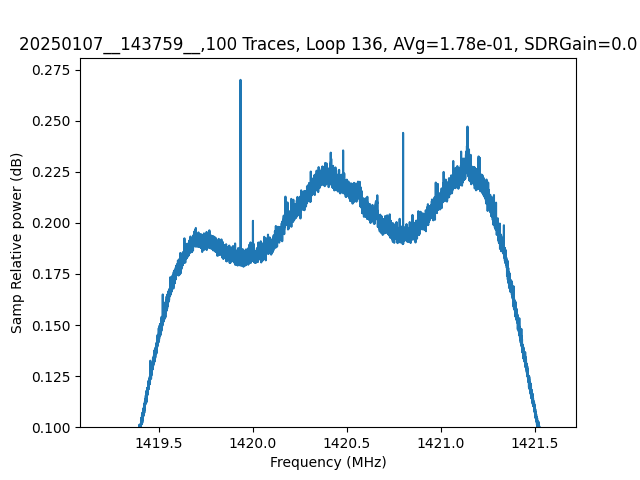 20250107__143759__,100 Traces, Loop 136, AVg=1.78e-01, SDRGain=0.0
0.275
0.250
0.225
0.200
0.175
0.150
0.125
0.100
Samp Relative power (dB)
1419.5 1420.0 1420.5 1421.0 1421.5
Frequency (MHz)